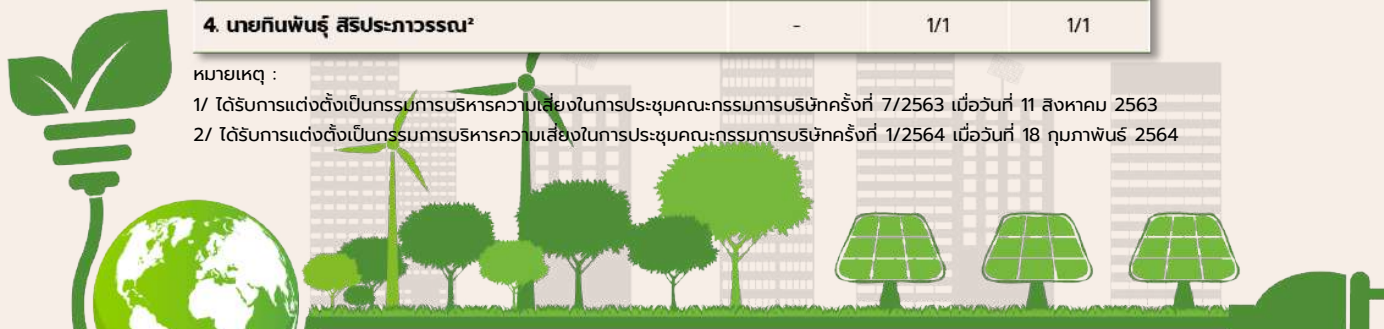 4. นายทินพันธุ์ สิริประภาวรรณ² - 1/1 1/1
หมายเหตุ :
1/ ได้รับการแต่งตั้งเป็นกรรมการบริหารความเสี่ยงในการประชุมคณะกรรมการบริษัทครั้งที่ 7/2563 เมื่อวันที่ 11 สิงหาคม 2563
2/ ได้รับการแต่งตั้งเป็นกรรมการบริหารความเสี่ยงในการประชุมคณะกรรมการบริษัทครั้งที่ 1/2564 เมื่อวันที่ 18 กุมภาพันธ์ 2564